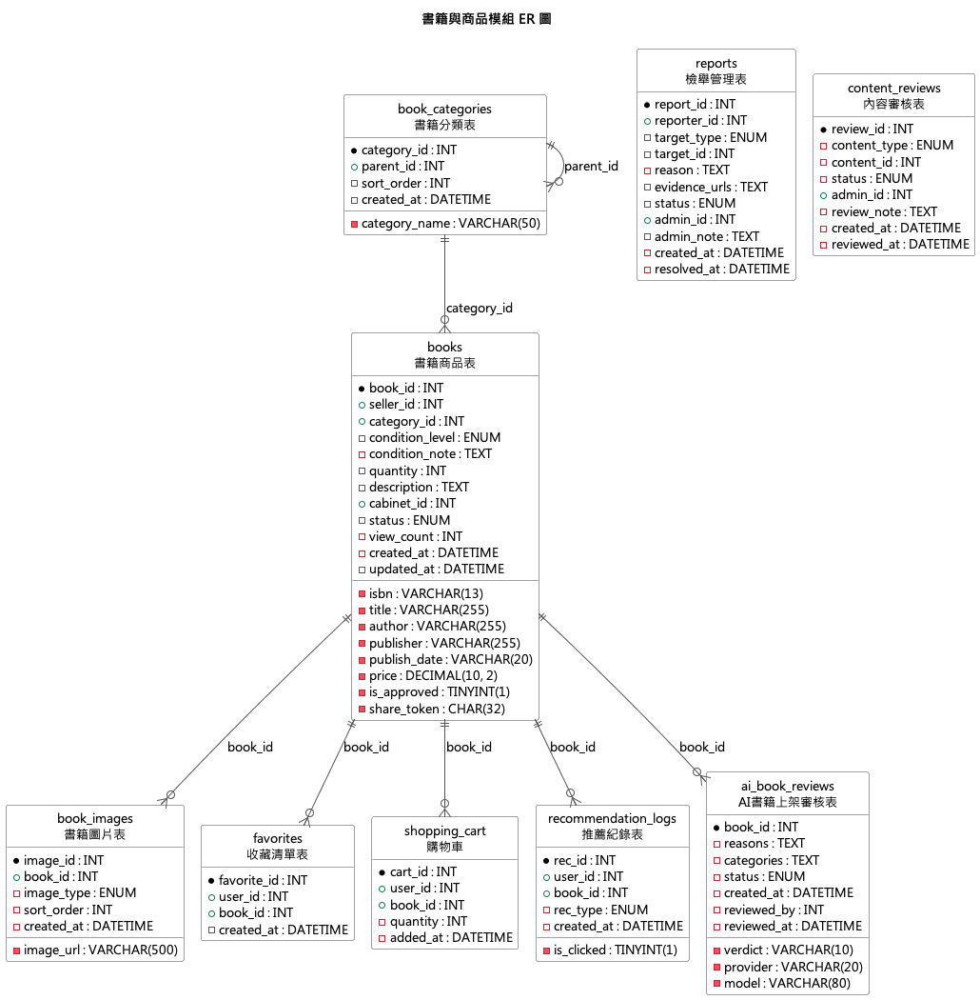 書籍與商品模組 ER 圖
book_categories
書籍分類表
category_id : INT
parent_id : INT
sort_order : INT
created_at : DATETIME
category_name : VARCHAR(50)
parent_id
reports
檢舉管理表
report_id : INT
reporter_id : INT
target_type : ENUM
target_id : INT
reason : TEXT
evidence_urls : TEXT
status : ENUM
admin_id : INT
admin_note : TEXT
created_at : DATETIME
resolved_at : DATETIME
content_reviews
內容審核表
review_id : INT
content_type : ENUM
content_id : INT
status : ENUM
admin_id : INT
review_note : TEXT
created_at : DATETIME
reviewed_at : DATETIME
category_id
books
書籍商品表
book_id : INT
seller_id : INT
category_id : INT
condition_level : ENUM
condition_note : TEXT
quantity : INT
description : TEXT
cabinet_id : INT
status : ENUM
view_count : INT
created_at : DATETIME
updated_at : DATETIME
isbn : VARCHAR(13)
title : VARCHAR(255)
author : VARCHAR(255)
publisher : VARCHAR(255)
publish_date : VARCHAR(20)
price : DECIMAL(10, 2)
is_approved : TINYINT(1)
share_token : CHAR(32)
book_id
book_id
book_id
book_id
book_id
book_images
書籍圖片表
image_id : INT
book_id : INT
image_type : ENUM
sort_order : INT
created_at : DATETIME
image_url : VARCHAR(500)
favorites
收藏清單表
favorite_id : INT
user_id : INT
book_id : INT
created_at : DATETIME
shopping_cart
購物車
cart_id : INT
user_id : INT
book_id : INT
quantity : INT
added_at : DATETIME
recommendation_logs
推薦紀錄表
rec_id : INT
user_id : INT
book_id : INT
rec_type : ENUM
created_at : DATETIME
is_clicked : TINYINT(1)
ai_book_reviews
AI書籍上架審核表
book_id : INT
reasons : TEXT
categories : TEXT
status : ENUM
created_at : DATETIME
reviewed_by : INT
reviewed_at : DATETIME
verdict : VARCHAR(10)
provider : VARCHAR(20)
model : VARCHAR(80)